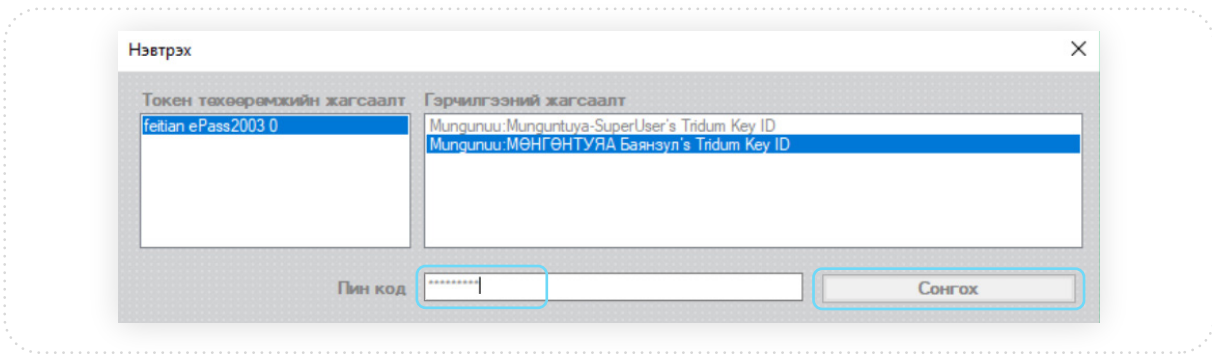 Нэвтрэх
Токен төхөөрөмжийн жагсаалт
Гэрчилгээний жагсаалт
feitian ePass2003 0
Mungunuu:Munguntuya-SuperUser's Tridum Key ID
Mungunuu:МӨНГӨНТУЯА Баянзул's Tridum Key ID
Пин код
*********
Сонгох